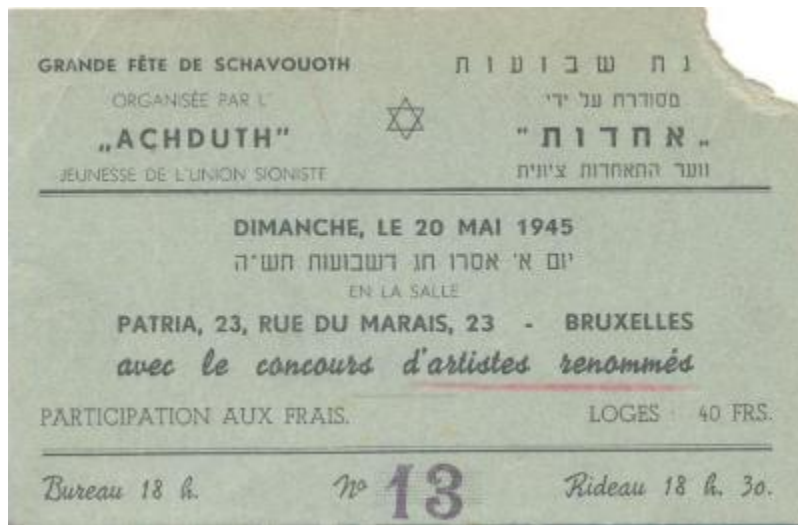 GRANDE FÊTE DE SCHAVOUOTH
ORGANISÉE PAR L'
„ACHDUTH"
JEUNESSE DE L'UNION SIONISTE
נת שבועות
מסודרת על ידי
„אחדות"
נוער התאחדות ציונית
DIMANCHE, LE 20 MAI 1945
יום א' אסרו חג דשבועות תש"ה
EN LA SALLE
PATRIA, 23, RUE DU MARAIS, 23 - BRUXELLES
avec le concours d'artistes renommés
PARTICIPATION AUX FRAIS. LOGES 40 FRS.
Bureau 18 h. No 13 Rideau 18 h. 30.